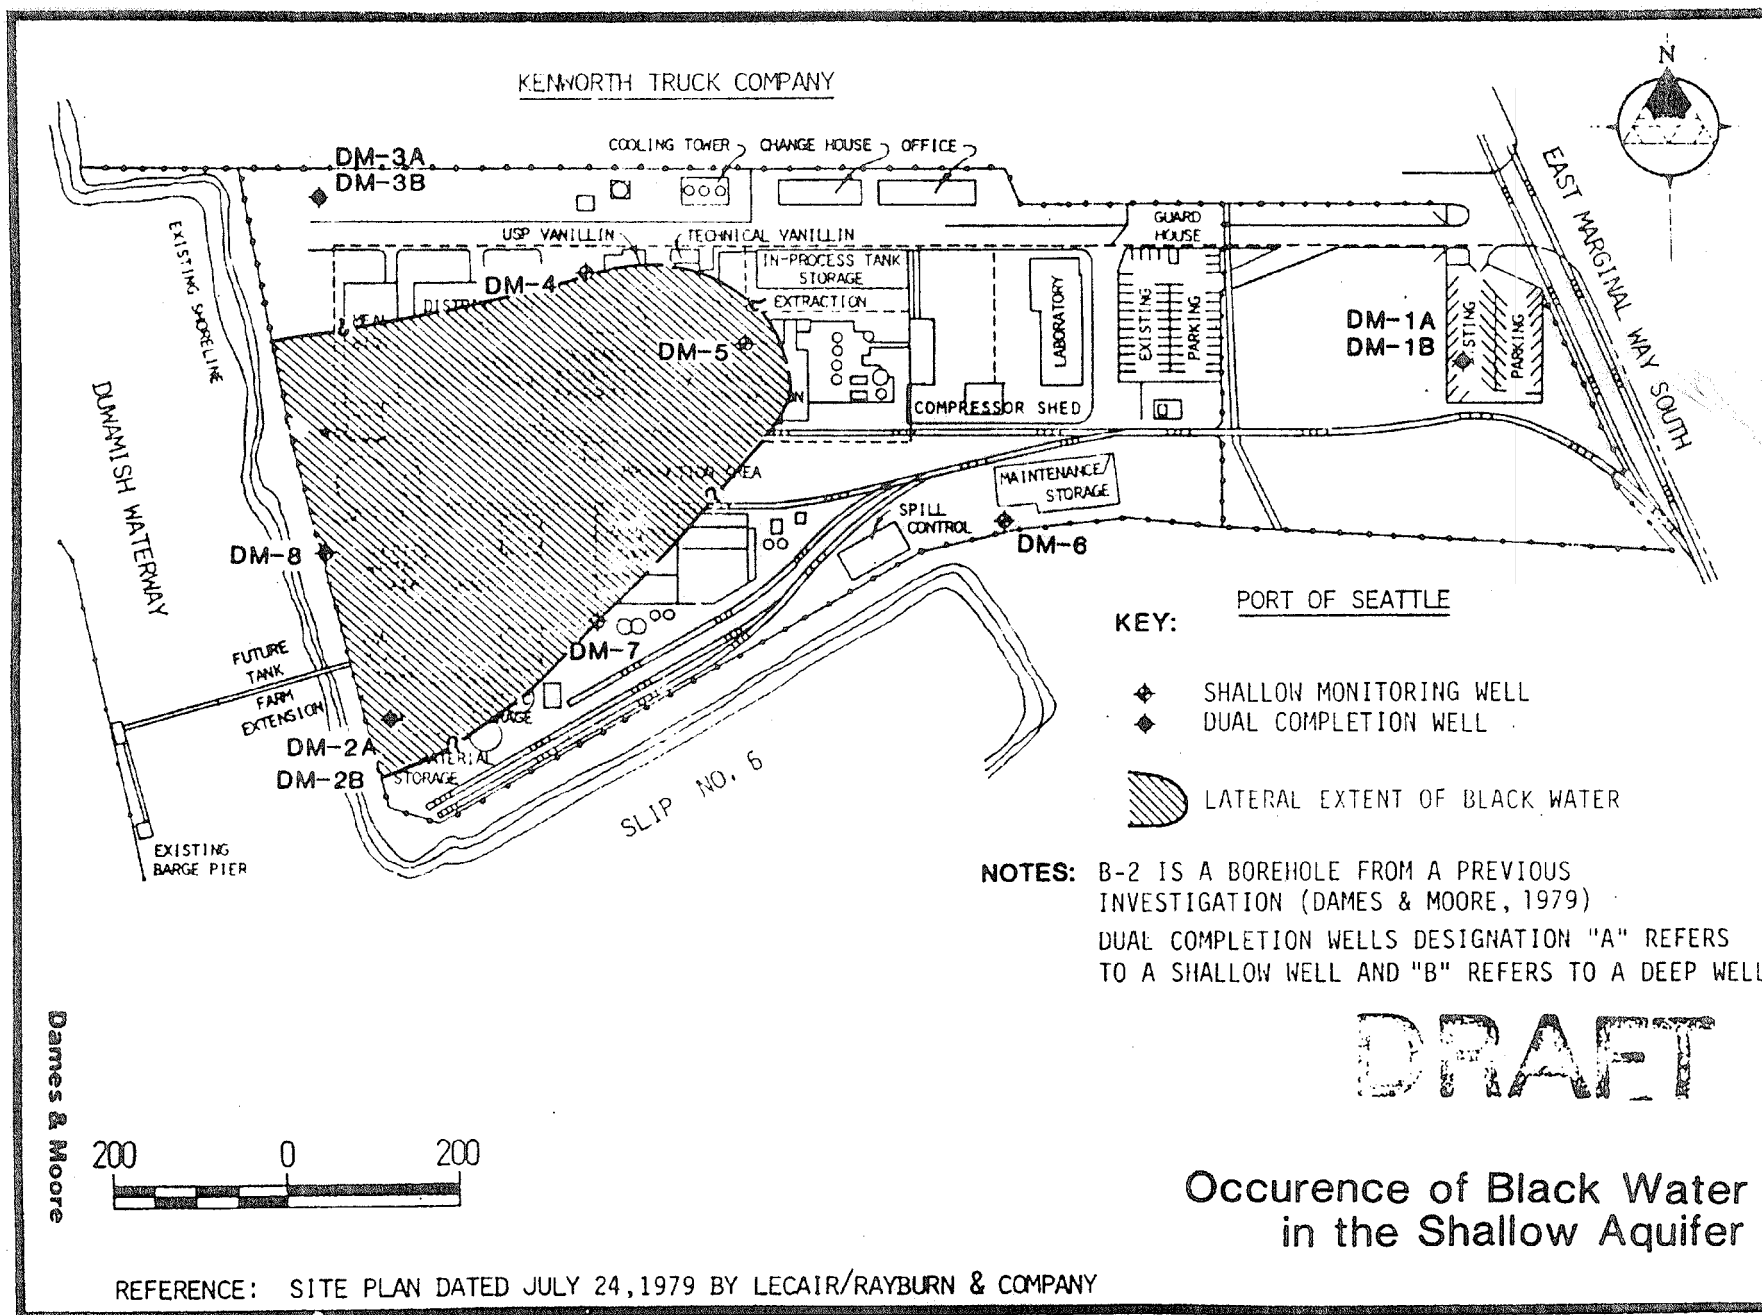 KENWORTH TRUCK COMPANY
N
COOLING TOWER
CHANGE HOUSE
OFFICE
DM-3A
DM-3B
EAST MARGINAL WAY SOUTH
GUARD
HOUSE
USP VANILLIN
TECHNICAL VANILLIN
IN-PROCESS TANK
STORAGE
EXTRACTION
EXISTING SHORELINE
DM-4
DM-5
LABORATORY
EXISTING
PARKING
DM-1A
DM-1B
PARKING
COMPRESSOR SHED
DUWAMISH WATERWAY
MAINTENANCE/
STORAGE
SPILL
CONTROL
DM-6
DM-8
PORT OF SEATTLE
KEY:
DM-7
FUTURE
TANK
FARM
EXTENSION
SHALLOW MONITORING WELL
DUAL COMPLETION WELL
DM-2A
DM-2B
STORAGE
SLIP NO. 6
LATERAL EXTENT OF BLACK WATER
EXISTING
BARGE PIER
NOTES: B-2 IS A BOREHOLE FROM A PREVIOUS
INVESTIGATION (DAMES & MOORE, 1979)
DUAL COMPLETION WELLS DESIGNATION "A" REFERS
TO A SHALLOW WELL AND "B" REFERS TO A DEEP WELL
DRAFT
Dames & Moore
200 0 200
Occurence of Black Water
in the Shallow Aquifer
REFERENCE: SITE PLAN DATED JULY 24,1979 BY LECAIR/RAYBURN & COMPANY